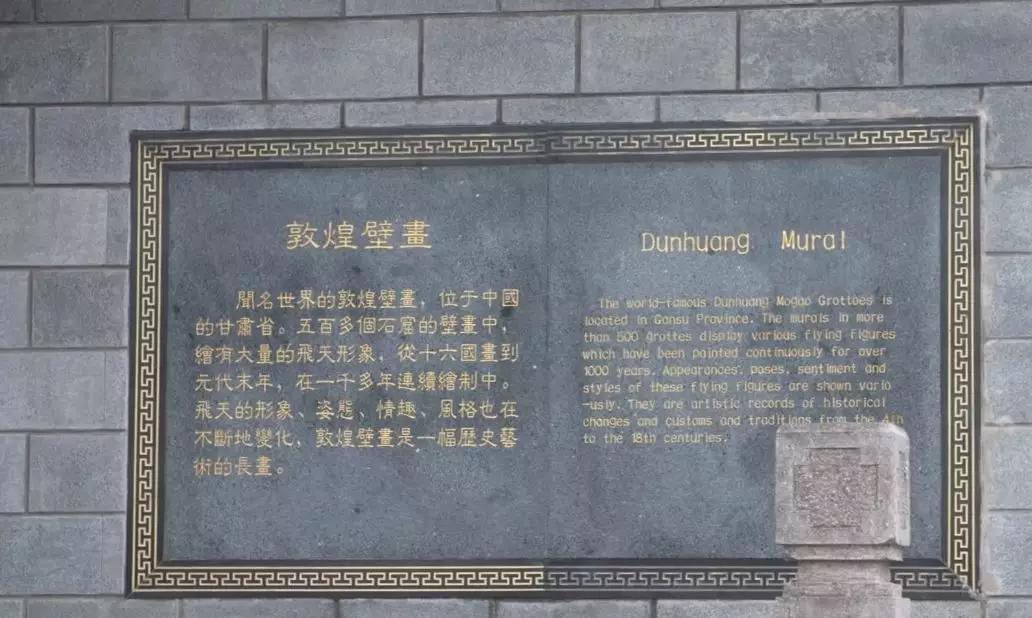 敦煌壁畫
聞名世界的敦煌壁畫，位于中國
的甘肅省。五百多個石窟的壁畫中，
繪有大量的飛天形象，從十六國畫到
元代末年，在一千多年連續繪制中。
飛天的形象、姿態、情趣、風格也在
不斷地變化，敦煌壁畫是一幅歷史藝
術的長畫。
Dunhuang Mural
The world-famous Dunhuang Mogao Grottoes is
located in Gansu Province. The murals in more
than 500 grottes display various flying figures
which have been painted continuously for over
1000 years. Appearances, poses, sentiment and
styles of these flying figures are shown vario
-usly. They are artistic records of historical
changes and customs and traditions from the 4th
to the 18th centuries.